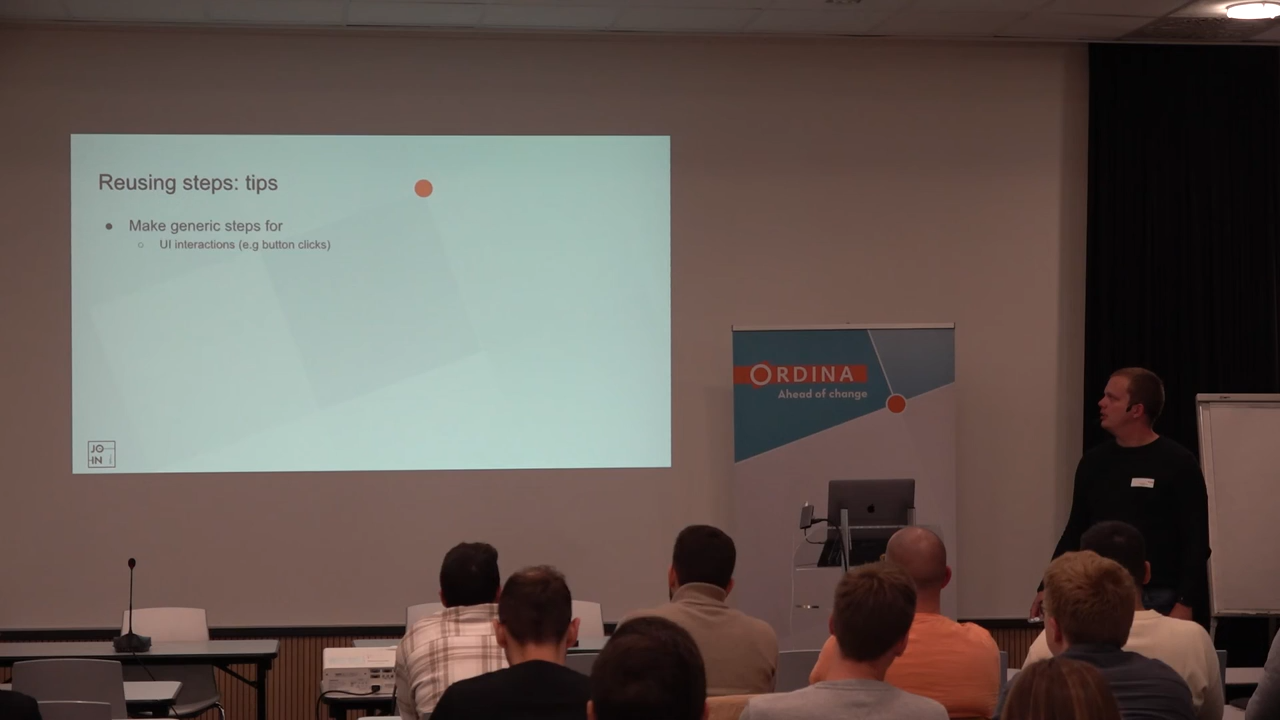 Reusing steps: tips
● Make generic steps for
○ UI interactions (e.g button clicks)
JO
IN
ORDINA
Ahead of change